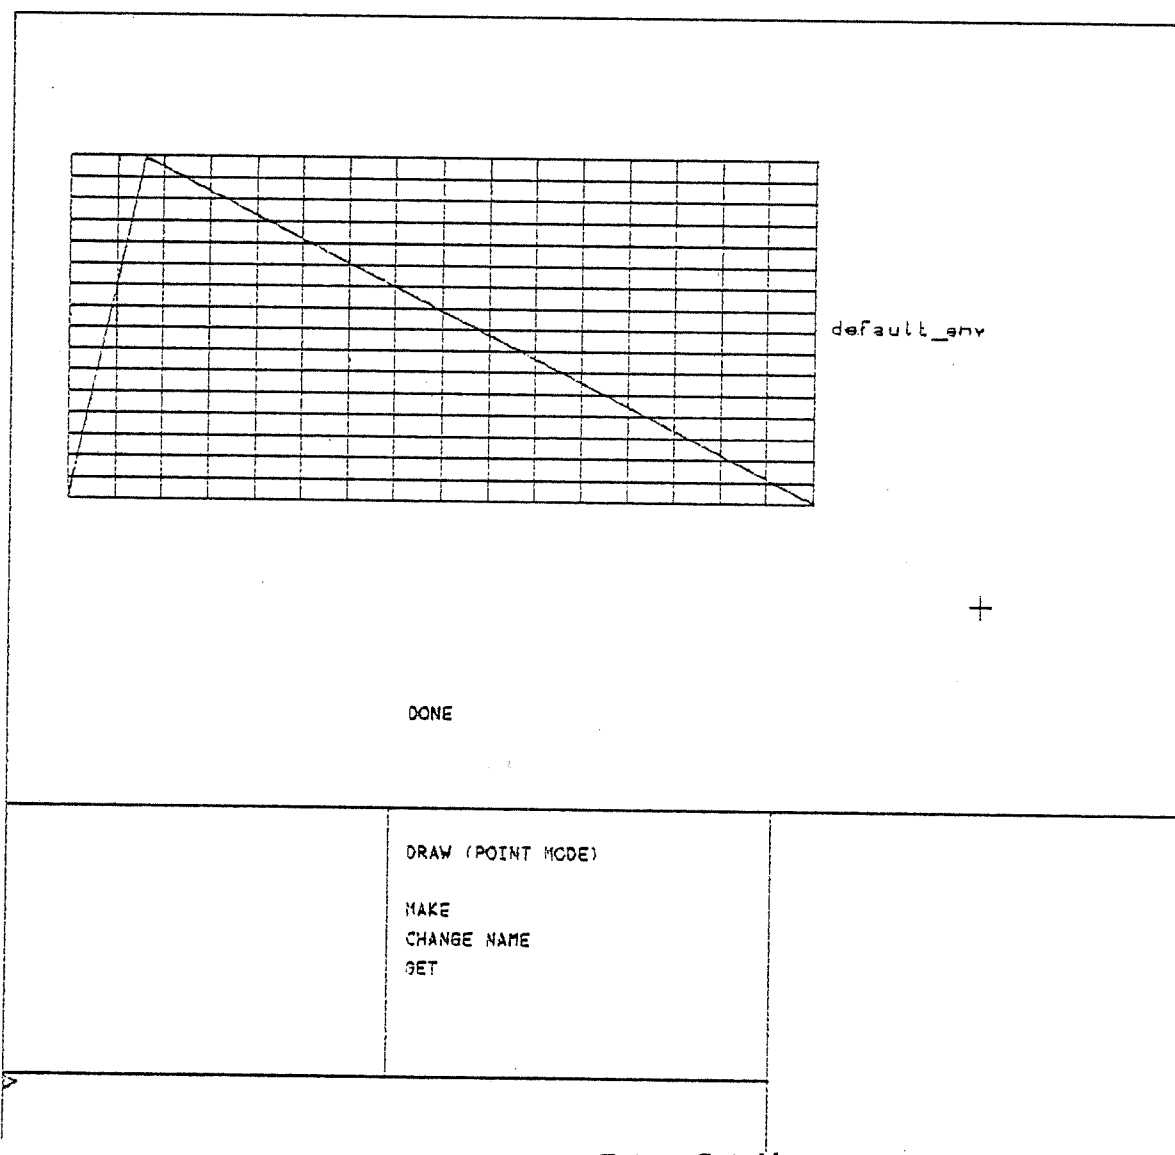 default_env
DONE
DRAW (POINT MODE)
MAKE
CHANGE NAME
GET
>